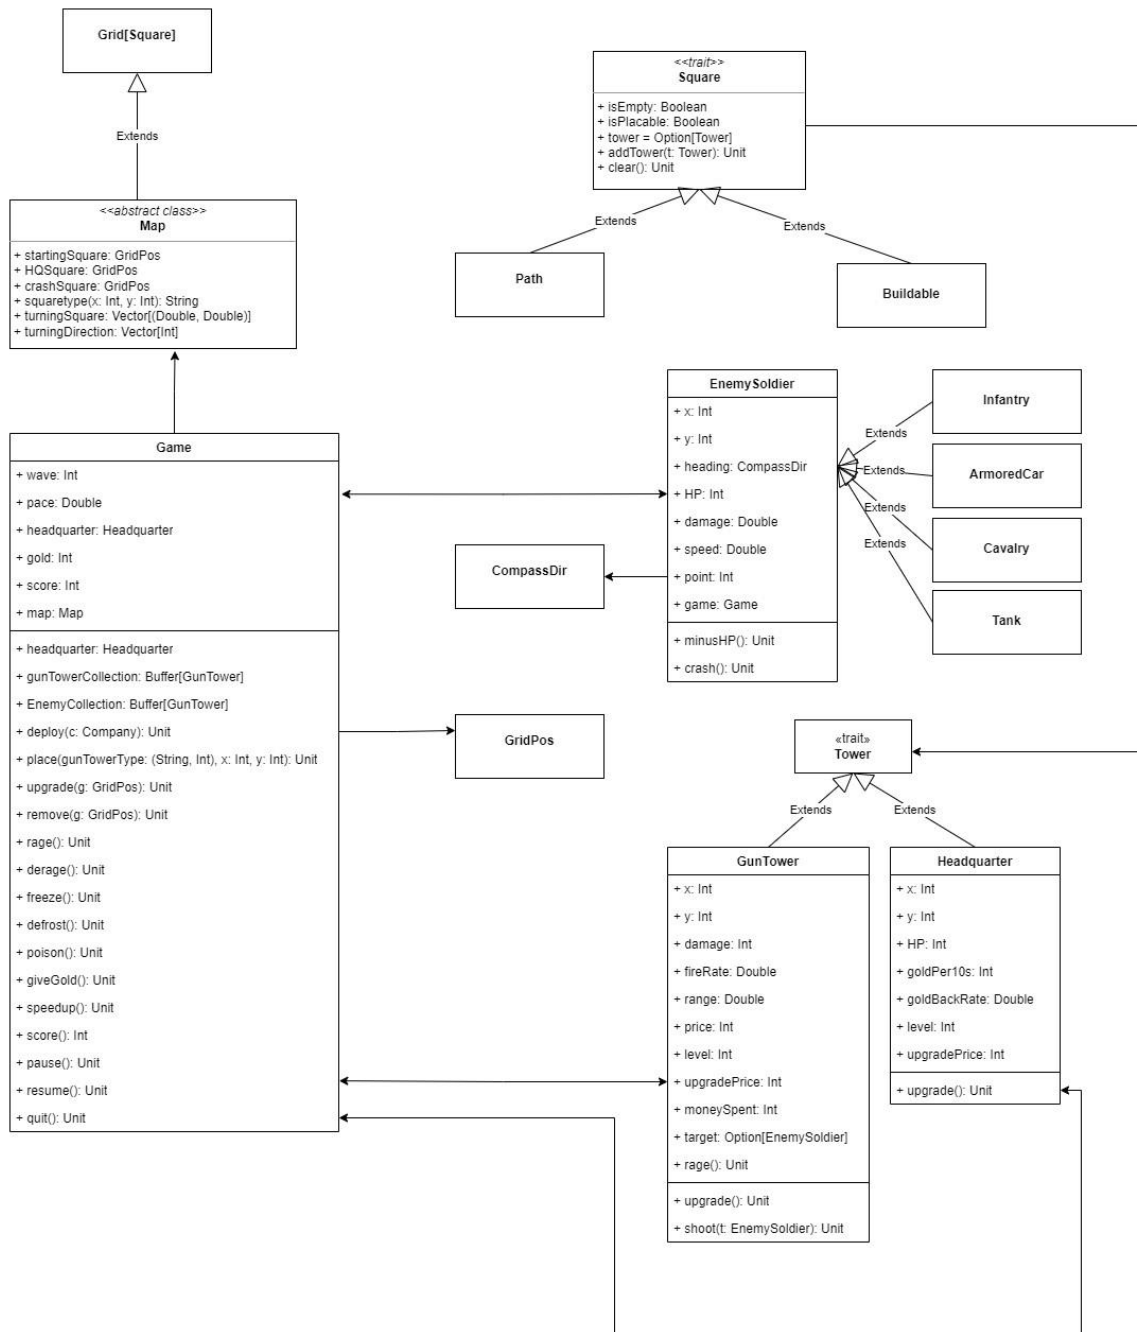 Grid[Square]
Extends
<<abstract class>>
Map
+ startingSquare: GridPos
+ HQSquare: GridPos
+ crashSquare: GridPos
+ squaretype(x: Int, y: Int): String
+ turningSquare: Vector[(Double, Double)]
+ turningDirection: Vector[Int]
<<trait>>
Square
+ isEmpty: Boolean
+ isPlacable: Boolean
+ tower = Option[Tower]
+ addTower(t: Tower): Unit
+ clear(): Unit
Extends
Extends
Path
Buildable
Game
+ wave: Int
+ pace: Double
+ headquarter: Headquarter
+ gold: Int
+ score: Int
+ map: Map
+ headquarter: Headquarter
+ gunTowerCollection: Buffer[GunTower]
+ EnemyCollection: Buffer[GunTower]
+ deploy(c: Company): Unit
+ place(gunTowerType: (String, Int), x: Int, y: Int): Unit
+ upgrade(g: GridPos): Unit
+ remove(g: GridPos): Unit
+ rage(): Unit
+ derage(): Unit
+ freeze(): Unit
+ defrost(): Unit
+ poison(): Unit
+ giveGold(): Unit
+ speedup(): Unit
+ score(): Int
+ pause(): Unit
+ resume(): Unit
+ quit(): Unit
EnemySoldier
+ x: Int
+ y: Int
+ heading: CompassDir
+ HP: Int
+ damage: Double
+ speed: Double
+ point: Int
+ game: Game
+ minusHP(): Unit
+ crash(): Unit
Extends
Extends
Extends
Extends
Infantry
ArmoredCar
Cavalry
Tank
CompassDir
GridPos
«trait»
Tower
Extends
Extends
GunTower
+ x: Int
+ y: Int
+ damage: Int
+ fireRate: Double
+ range: Double
+ price: Int
+ level: Int
+ upgradePrice: Int
+ moneySpent: Int
+ target: Option[EnemySoldier]
+ rage(): Unit
+ upgrade(): Unit
+ shoot(t: EnemySoldier): Unit
Headquarter
+ x: Int
+ y: Int
+ HP: Int
+ goldPer10s: Int
+ goldBackRate: Double
+ level: Int
+ upgradePrice: Int
+ upgrade(): Unit